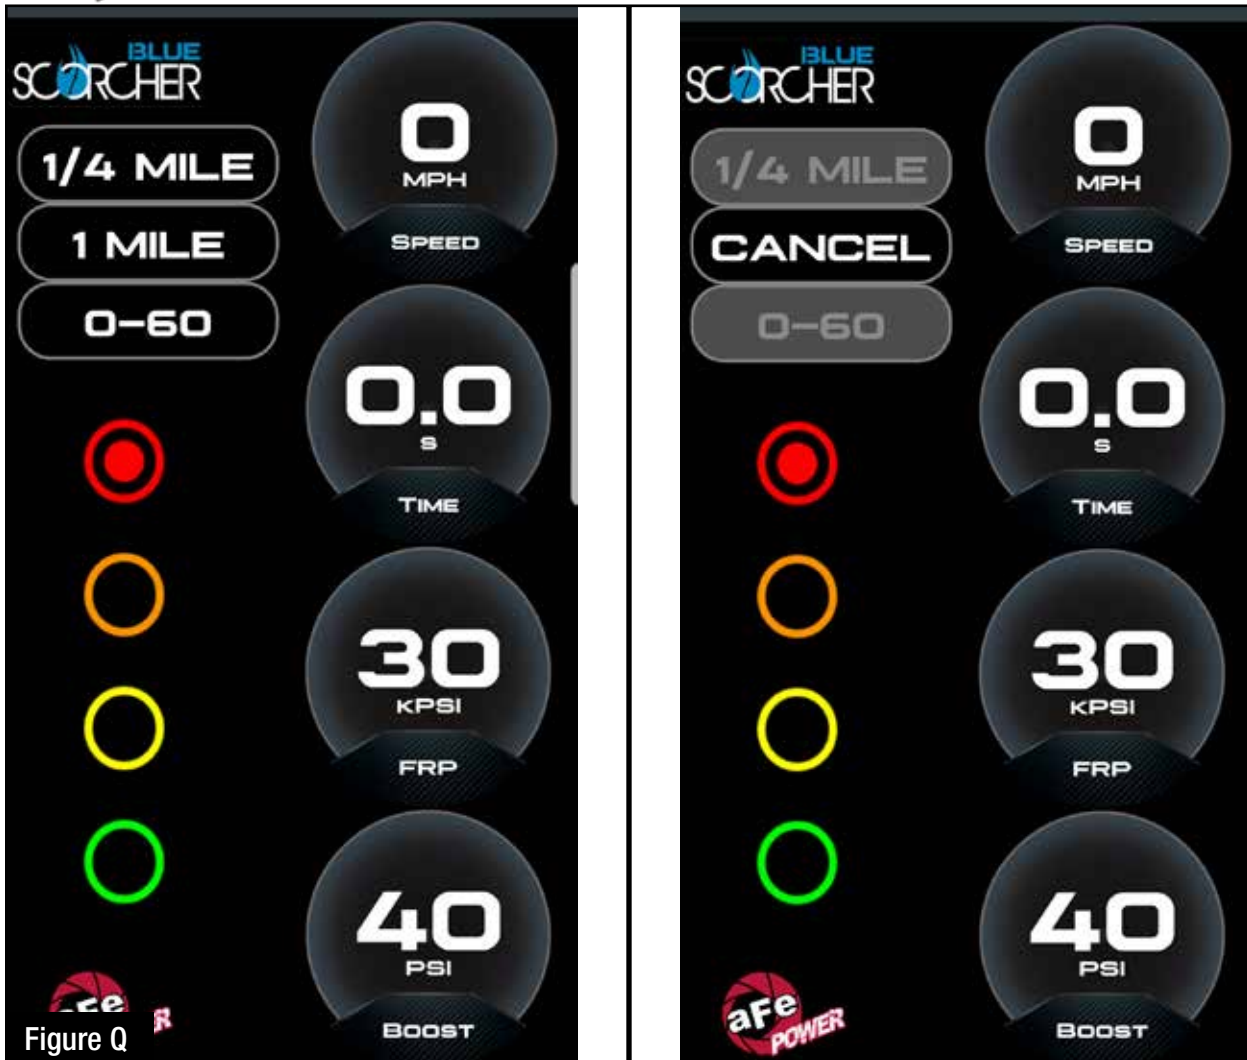 BLUE
SCORCHER
1/4 MILE
1 MILE
0-60
0
MPH
SPEED
0.0
S
TIME
30
KPSI
FRP
40
PSI
BOOST
aFe
Figure Q
BLUE
SCORCHER
1/4 MILE
CANCEL
0-60
0
MPH
SPEED
0.0
S
TIME
30
KPSI
FRP
40
PSI
BOOST
aFe
POWER